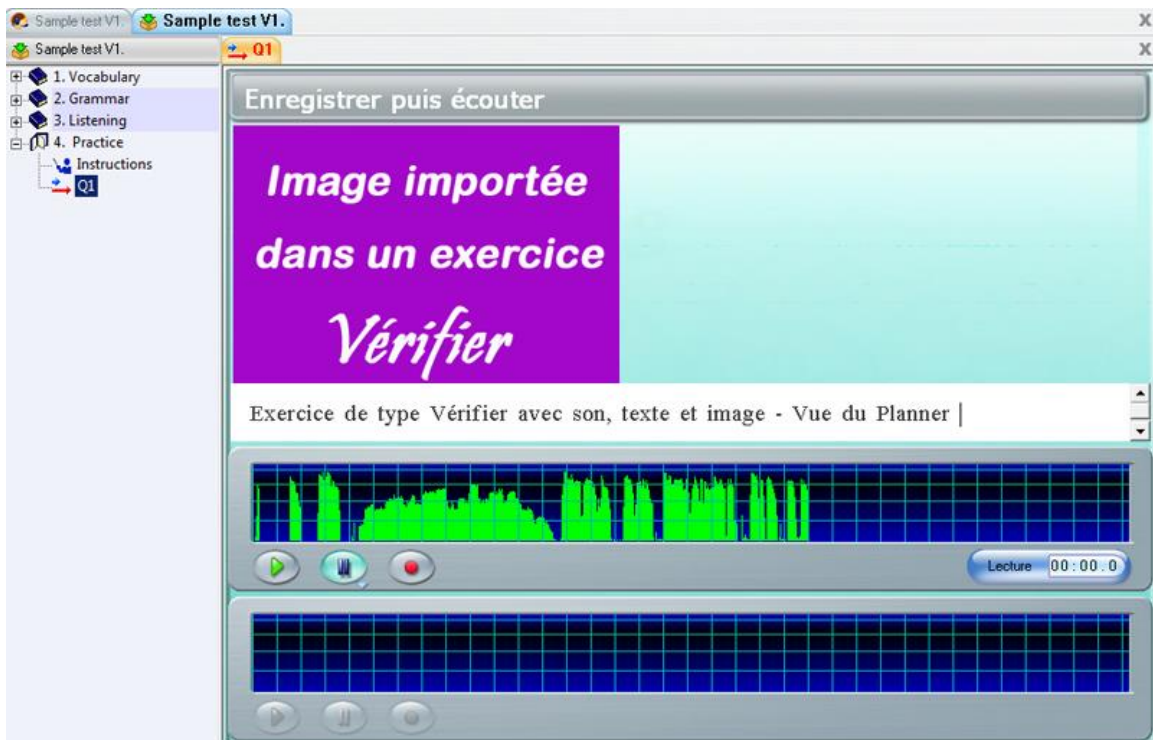 Sample test V1.
Sample test V1.
X
Sample test V1.
Q1
X
1. Vocabulary
2. Grammar
3. Listening
4. Practice
Instructions
Q1
Enregistrer puis écouter
Image importée
dans un exercice
Vérifier
Exercice de type Vérifier avec son, texte et image - Vue du Planner
Lecture 00:00.0